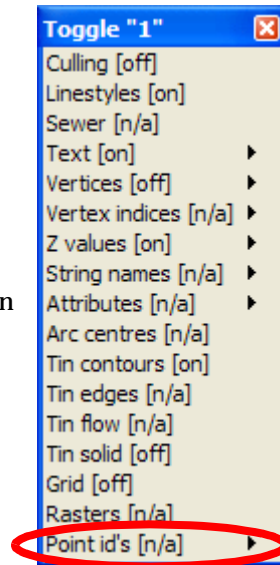 Toggle "1"
Culling [off]
Linestyles [on]
Sewer [n/a]
Text [on]
Vertices [off]
Vertex indices [n/a]
Z values [on]
String names [n/a]
n
Attributes [n/a]
Arc centres [n/a]
Tin contours [on]
Tin edges [n/a]
Tin flow [n/a]
Tin solid [off]
Grid [off]
Rasters [n/a]
Point id's [n/a]